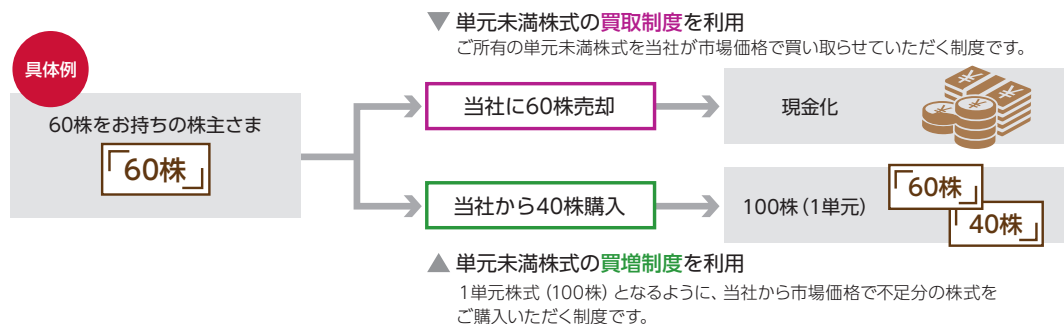 ▼ 単元未満株式の買取制度を利用
ご所有の単元未満株式を当社が市場価格で買い取らせていただく制度です。
具体例
60株をお持ちの株主さま
「60株」
当社に60株売却
現金化
当社から40株購入
100株(1単元)
「60株」
「40株」
▲ 単元未満株式の買増制度を利用
1単元株式(100株)となるように、当社から市場価格で不足分の株式を
ご購入いただく制度です。